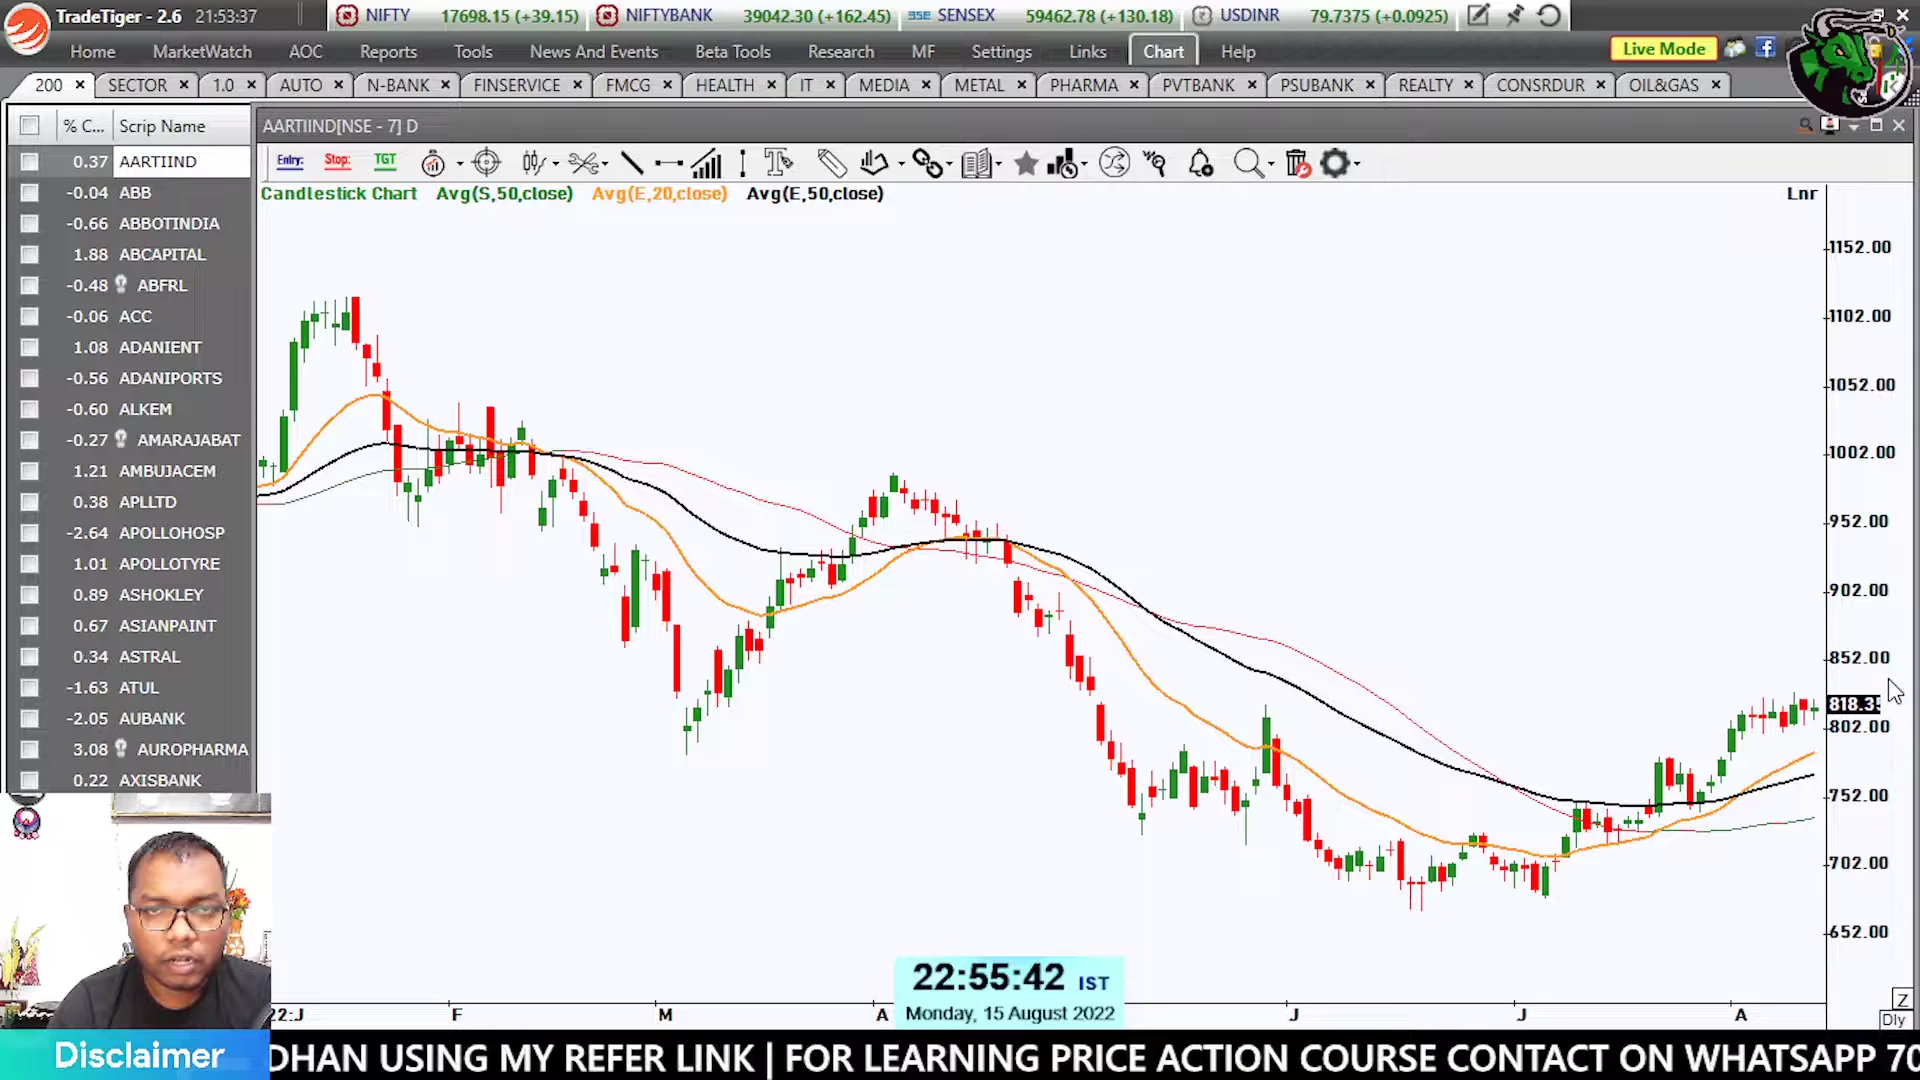 TradeTiger - 2.6 21:53:37
NIFTY 17698.15 (+39.15) NIFTYBANK 39042.30 (+162.45) BSE SENSEX 59462.78 (+130.18) USDINR 79.7375 (+0.0925)
Home MarketWatch AOC Reports Tools News And Events Beta Tools Research MF Settings Links Chart Help Live Mode
200 SECTOR 1.0 AUTO N-BANK FINSERVICE FMCG HEALTH IT MEDIA METAL PHARMA PVTBANK PSUBANK REALTY CONSRDUR OIL&GAS
% C... Scrip Name
AARTIIND[NSE - 7] D
Entry: Stop: TGT
Candlestick Chart Avg(S,50,close) Avg(E,20,close) Avg(E,50,close) Lnr
0.37 AARTIIND
-0.04 ABB
-0.66 ABBOTINDIA
1.88 ABCAPITAL
-0.48 ABFRL
-0.06 ACC
1.08 ADANIENT
-0.56 ADANIPORTS
-0.60 ALKEM
-0.27 AMARAJABAT
1.21 AMBUJACEM
0.38 APLLTD
-2.64 APOLLOHOSP
1.01 APOLLOTYRE
0.89 ASHOKLEY
0.67 ASIANPAINT
0.34 ASTRAL
-1.63 ATUL
-2.05 AUBANK
3.08 AUROPHARMA
0.22 AXISBANK
1152.00
1102.00
1052.00
1002.00
952.00
902.00
852.00
818.3
802.00
752.00
702.00
652.00
22:J F M A J J A
Z
Dly
22:55:42 IST
Monday, 15 August 2022
Disclaimer
DHAN USING MY REFER LINK | FOR LEARNING PRICE ACTION COURSE CONTACT ON WHATSAPP 70